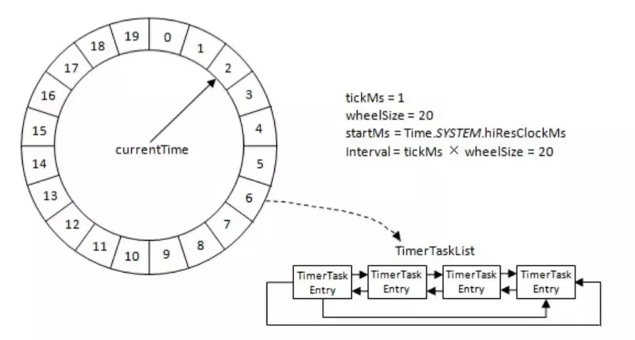 0
1
2
3
4
5
6
7
8
9
10
11
12
13
14
15
16
17
18
19
currentTime
tickMs = 1
wheelSize = 20
startMs = Time.SYSTEM.hiResClockMs
Interval = tickMs × wheelSize = 20
TimerTaskList
TimerTask
Entry
TimerTask
Entry
TimerTask
Entry
TimerTask
Entry